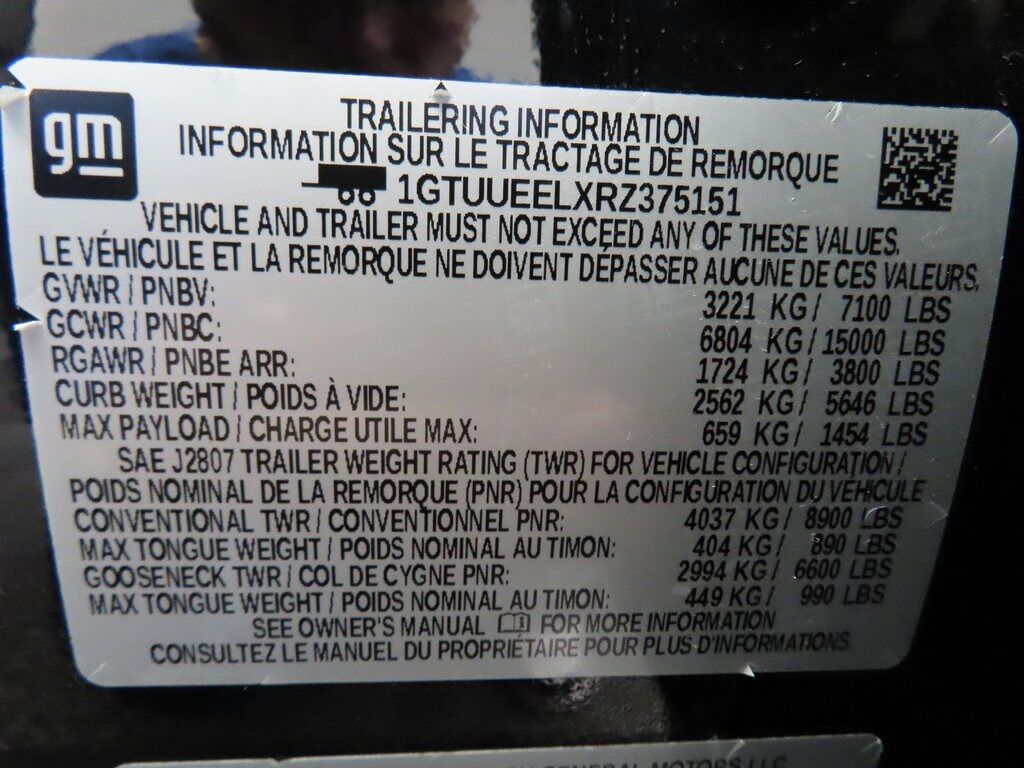 gm
TRAILERING INFORMATION
INFORMATION SUR LE TRACTAGE DE REMORQUE
1GTUUEELXRZ375151
VEHICLE AND TRAILER MUST NOT EXCEED ANY OF THESE VALUES.
LE VÉHICULE ET LA REMORQUE NE DOIVENT DÉPASSER AUCUNE DE CES VALEURS.
GVWR / PNBV: 3221 KG / 7100 LBS
GCWR / PNBC: 6804 KG / 15000 LBS
RGAWR / PNBE ARR: 1724 KG / 3800 LBS
CURB WEIGHT / POIDS À VIDE: 2562 KG / 5646 LBS
MAX PAYLOAD / CHARGE UTILE MAX: 659 KG / 1454 LBS
SAE J2807 TRAILER WEIGHT RATING (TWR) FOR VEHICLE CONFIGURATION /
POIDS NOMINAL DE LA REMORQUE (PNR) POUR LA CONFIGURATION DU VÉHICULE
CONVENTIONAL TWR / CONVENTIONNEL PNR: 4037 KG / 8900 LBS
MAX TONGUE WEIGHT / POIDS NOMINAL AU TIMON: 404 KG / 890 LBS
GOOSENECK TWR / COL DE CYGNE PNR: 2994 KG / 6600 LBS
MAX TONGUE WEIGHT / POIDS NOMINAL AU TIMON: 449 KG / 990 LBS
SEE OWNER'S MANUAL FOR MORE INFORMATION
CONSULTEZ LE MANUEL DU PROPRIÉTAIRE POUR PLUS D'INFORMATIONS
GENERAL MOTORS LLC